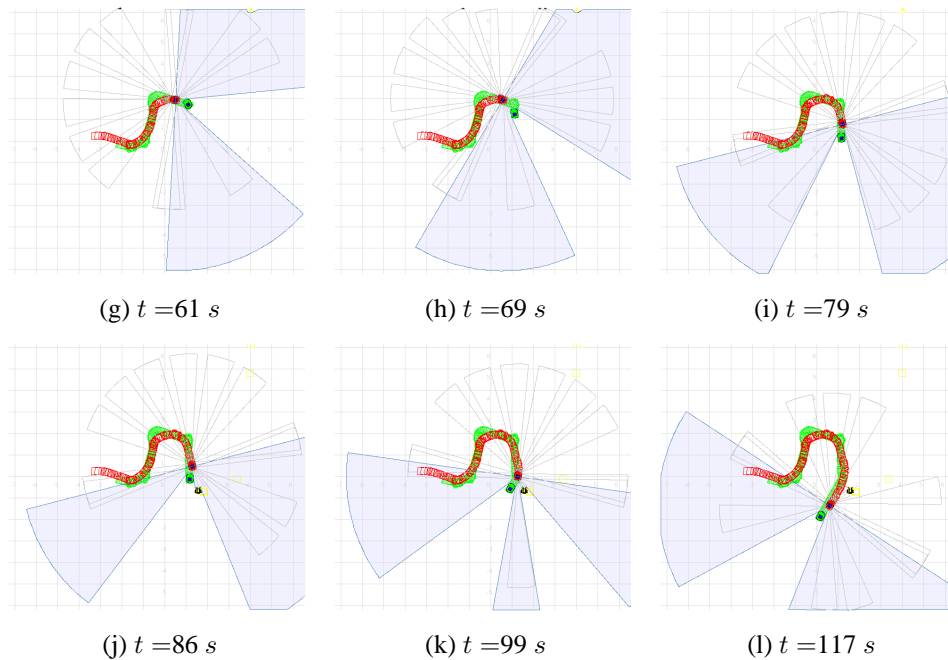 (g) t =61 s
(h) t =69 s
(i) t =79 s
(j) t =86 s
(k) t =99 s
(l) t =117 s